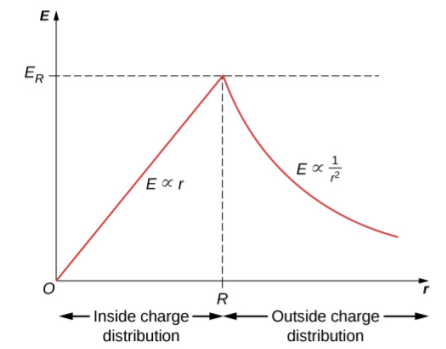 E
E_R
E ∝ r
E ∝ 1/r²
O
R
r
Inside charge
distribution
Outside charge
distribution